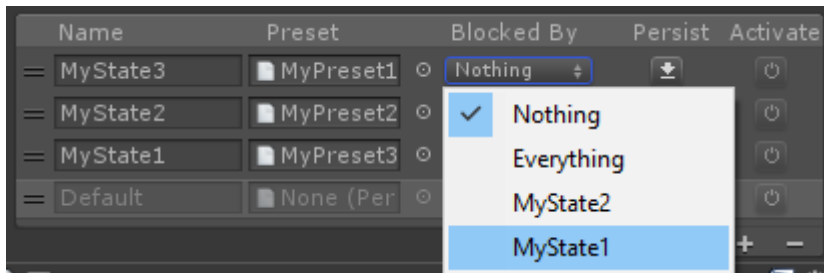 Name Preset Blocked By Persist Activate
MyState3 MyPreset1 Nothing
MyState2 MyPreset2
MyState1 MyPreset3
Default None (Per
Nothing
Everything
MyState2
MyState1
+ −